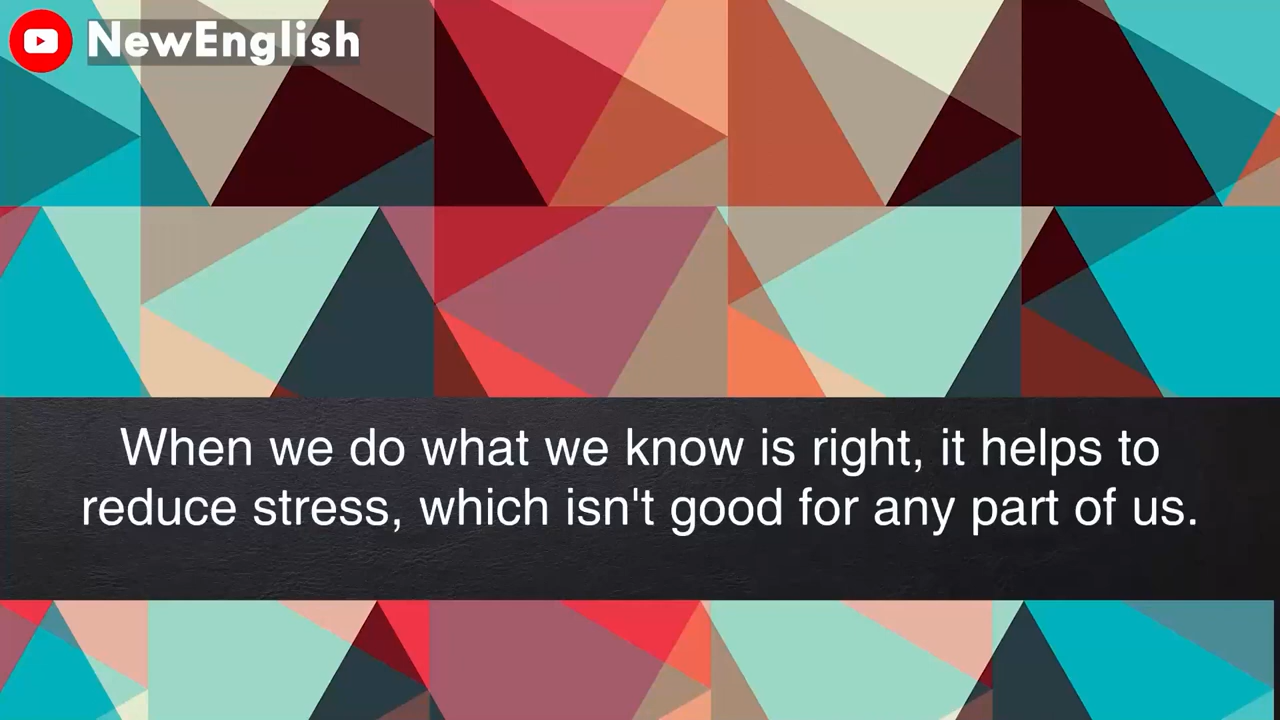 NewEnglish
When we do what we know is right, it helps to
reduce stress, which isn't good for any part of us.